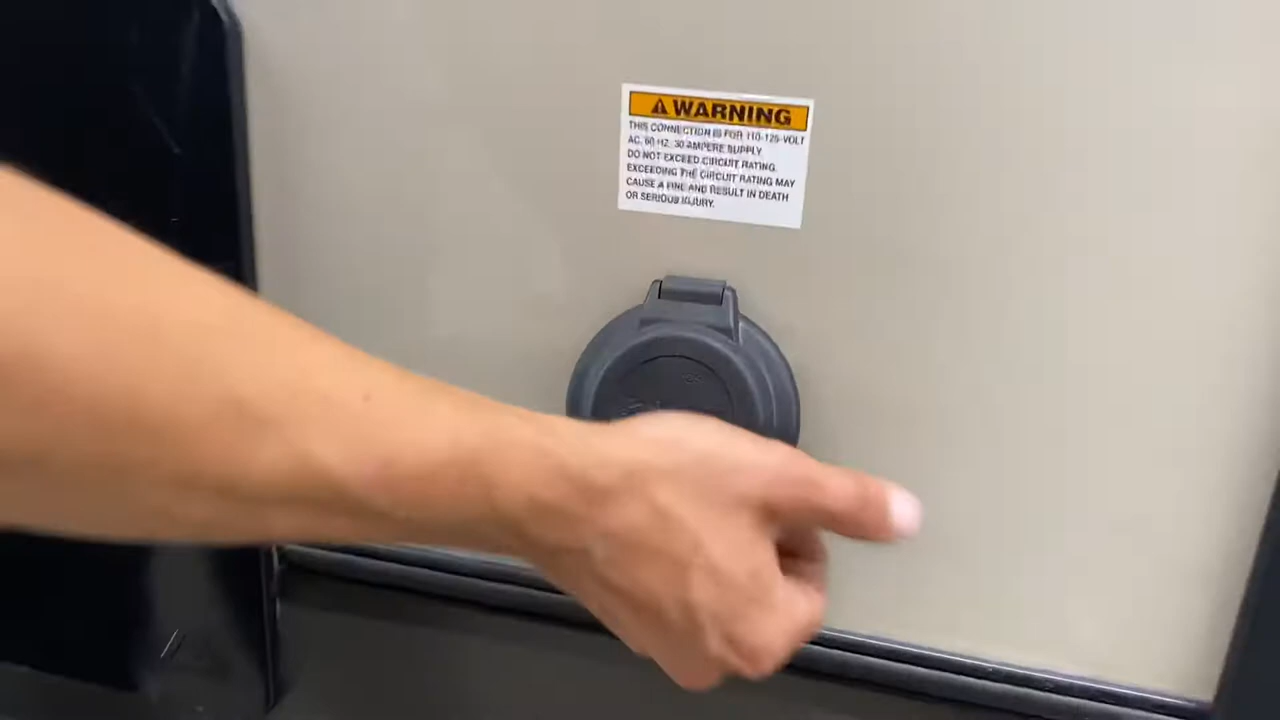 WARNING
THIS CONNECTION IS FOR 110-125-VOLT
AC, 60 HZ, 30 AMPERE SUPPLY.
DO NOT EXCEED CIRCUIT RATING.
EXCEEDING THE CIRCUIT RATING MAY
CAUSE A FIRE AND RESULT IN DEATH
OR SERIOUS INJURY.